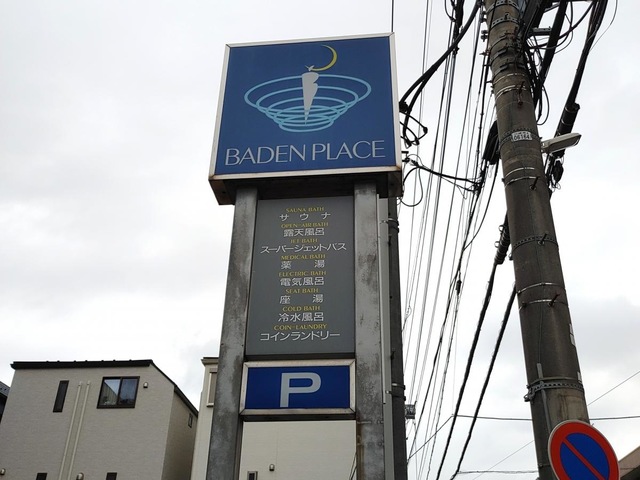 BADEN PLACE
SAUNA BATH
サウナ
OPEN-AIR BATH
露天風呂
JET BATH
スーパージェットバス
MEDICAL BATH
薬湯
ELECTRIC BATH
電気風呂
SEAT BATH
座湯
COLD BATH
冷水風呂
COIN-LAUNDRY
コインランドリー
P